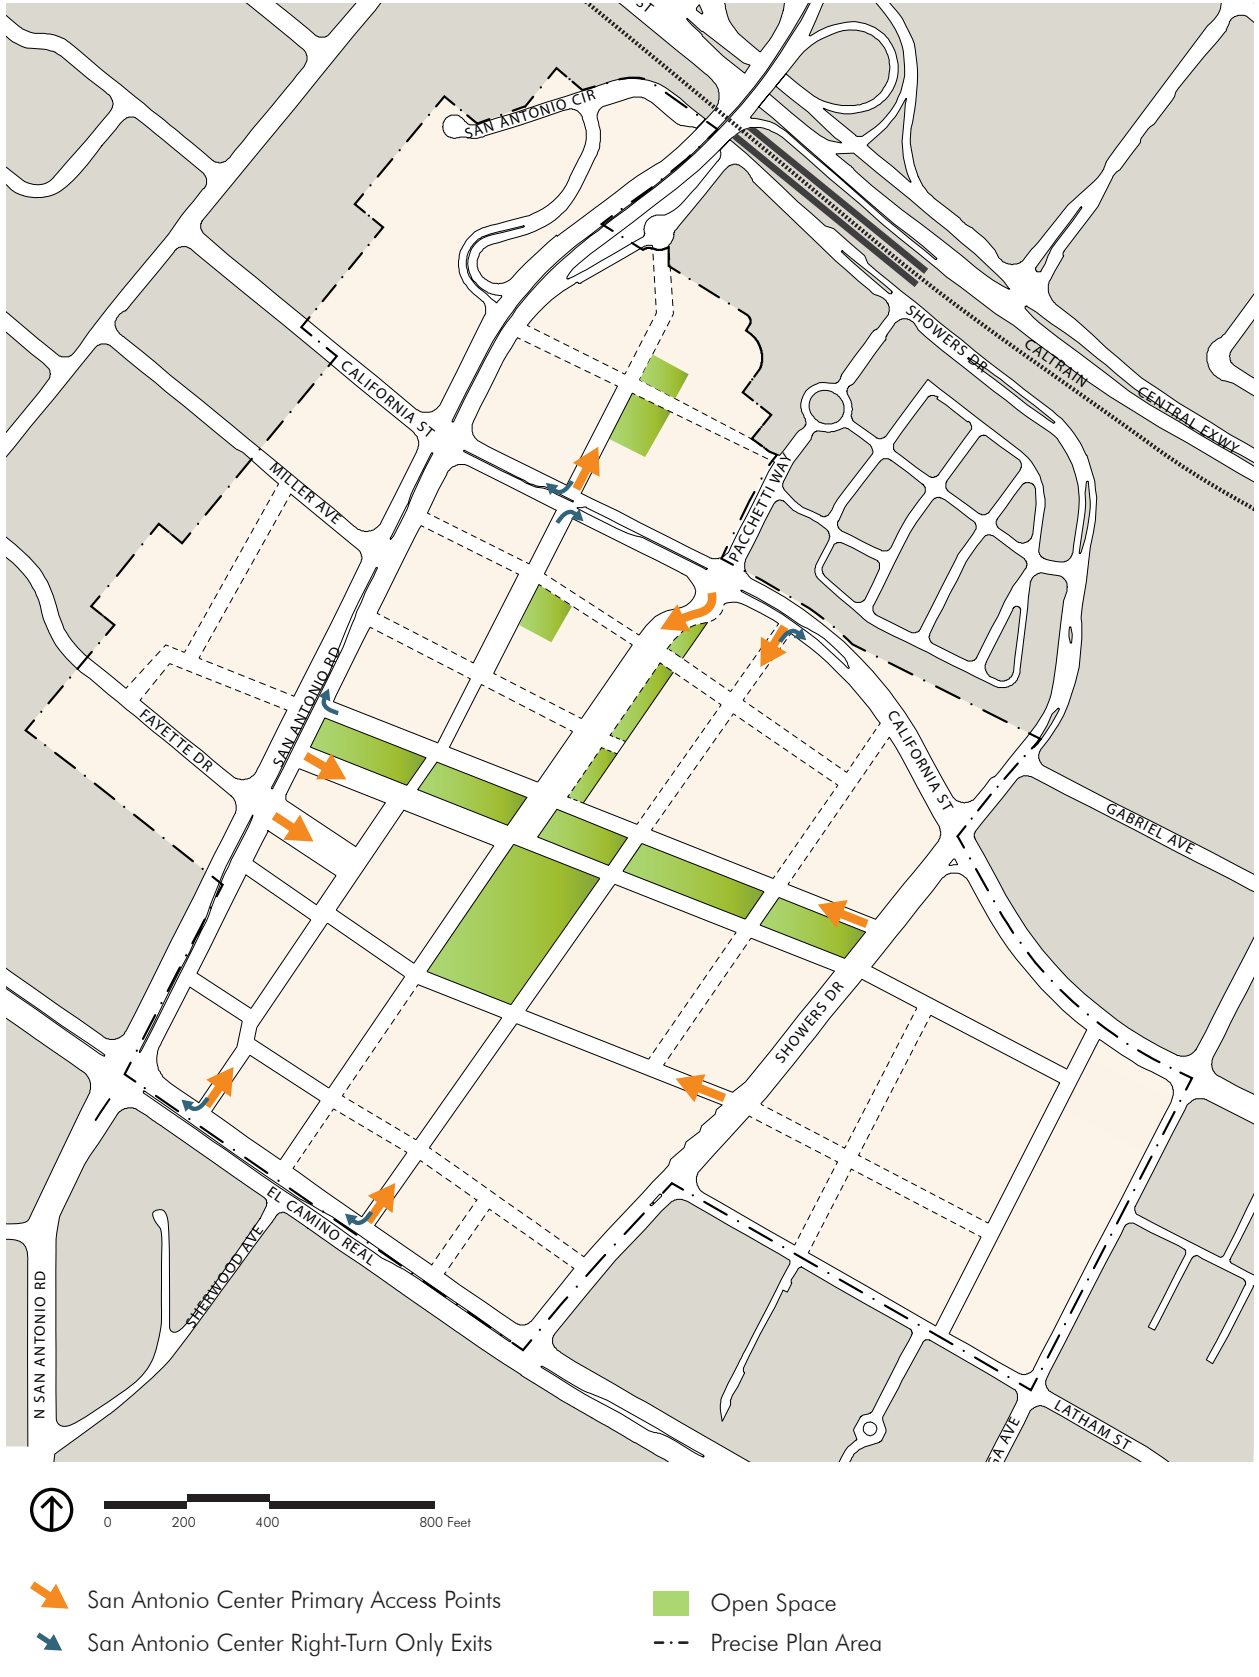 ST
SAN ANTONIO CIR
SHOWERS DR
CALTRAIN
CENTRAL EXWY
CALIFORNIA ST
MILLER AVE
PACCHETTI WAY
SAN ANTONIO RD
FAYETTE DR
CALIFORNIA ST
GABRIEL AVE
SHOWERS DR
EL CAMINO REAL
SHERWOOD AVE
N SAN ANTONIO RD
LATHAM ST
GA AVE
0 200 400 800 Feet
San Antonio Center Primary Access Points
San Antonio Center Right-Turn Only Exits
Open Space
Precise Plan Area